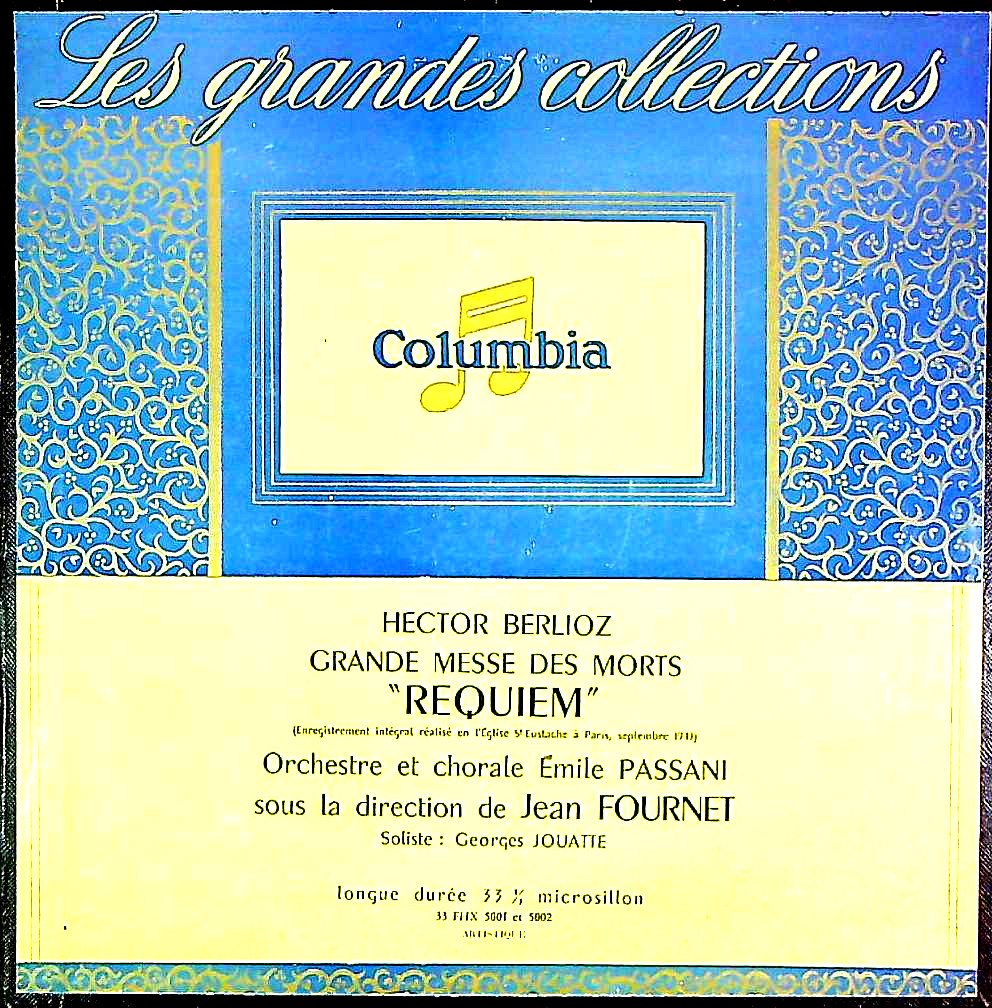 Les grandes collections
Columbia
HECTOR BERLIOZ
GRANDE MESSE DES MORTS
"REQUIEM"
(Enregistrement intégral réalisé en l'Église St Eustache à Paris, septembre
Orchestre et chorale Émile PASSANI
sous la direction de Jean FOURNET
Soliste : Georges JOUATTE
longue durée 33 ⅓ microsillon
33 FHX 5001 et 5002
ARTISTIQUE